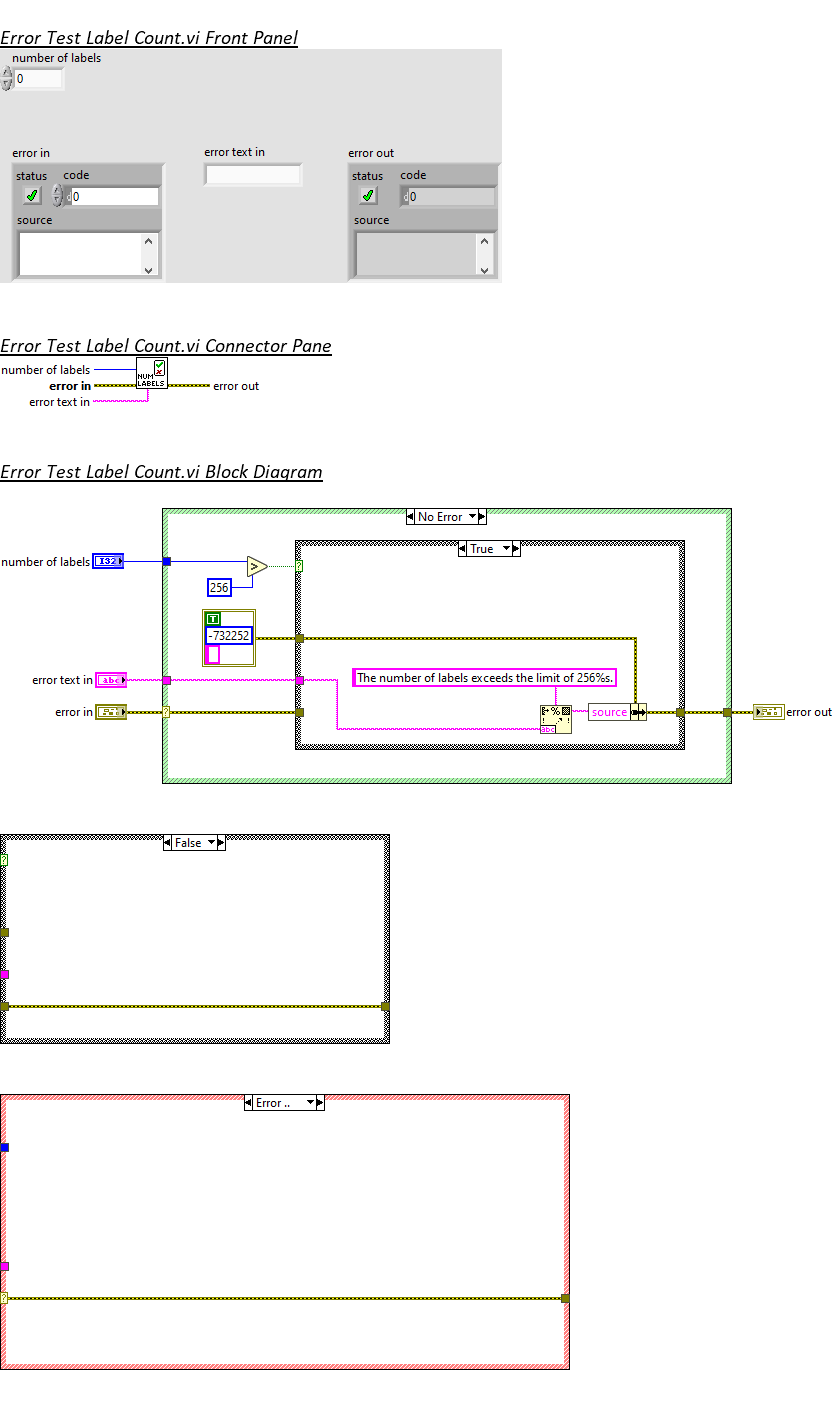 Error Test Label Count.vi Front Panel
number of labels
0
error in
error text in
error out
status code
0
source
status code
0
source
Error Test Label Count.vi Connector Pane
number of labels
error in
error text in
NUM
LABELS
error out
Error Test Label Count.vi Block Diagram
No Error
True
number of labels
I32
>
?
256
T
-732252
error text in
abc
The number of labels exceeds the limit of 256%s.
error in
?
%
abc
source
error out
False
?
Error ..
?